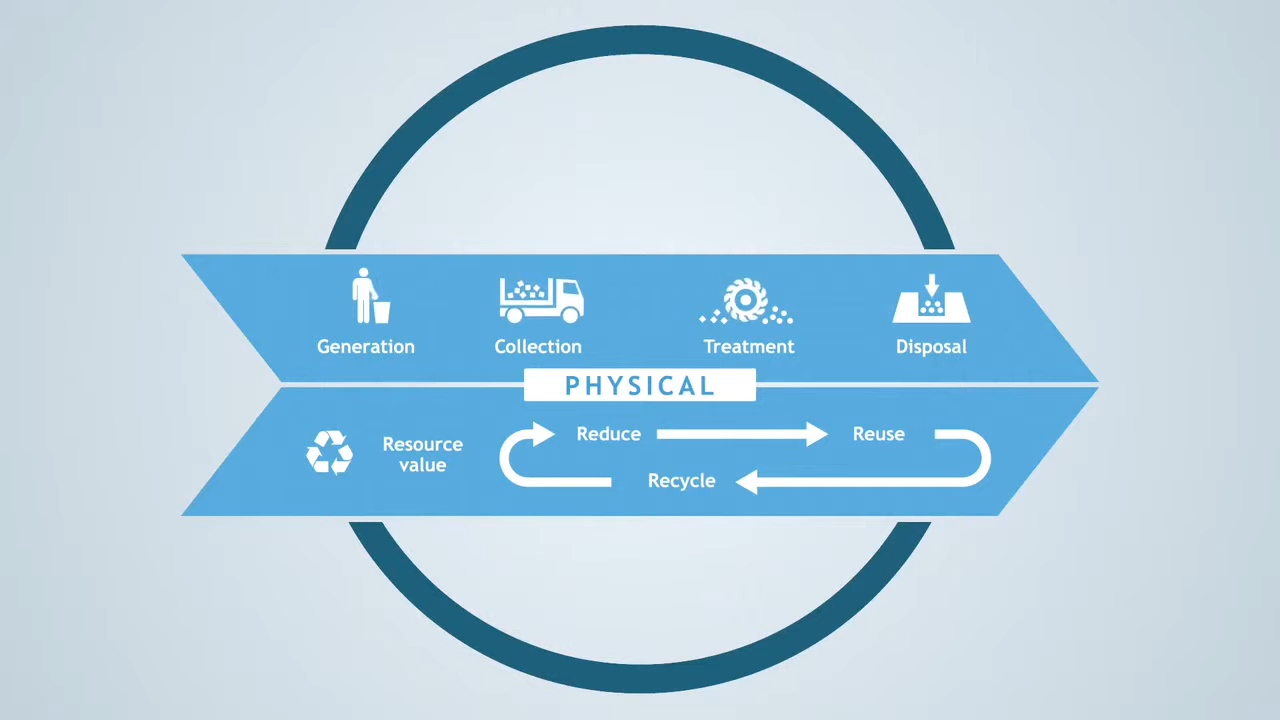 Generation
Collection
Treatment
Disposal
PHYSICAL
Resource
value
Reduce
Reuse
Recycle